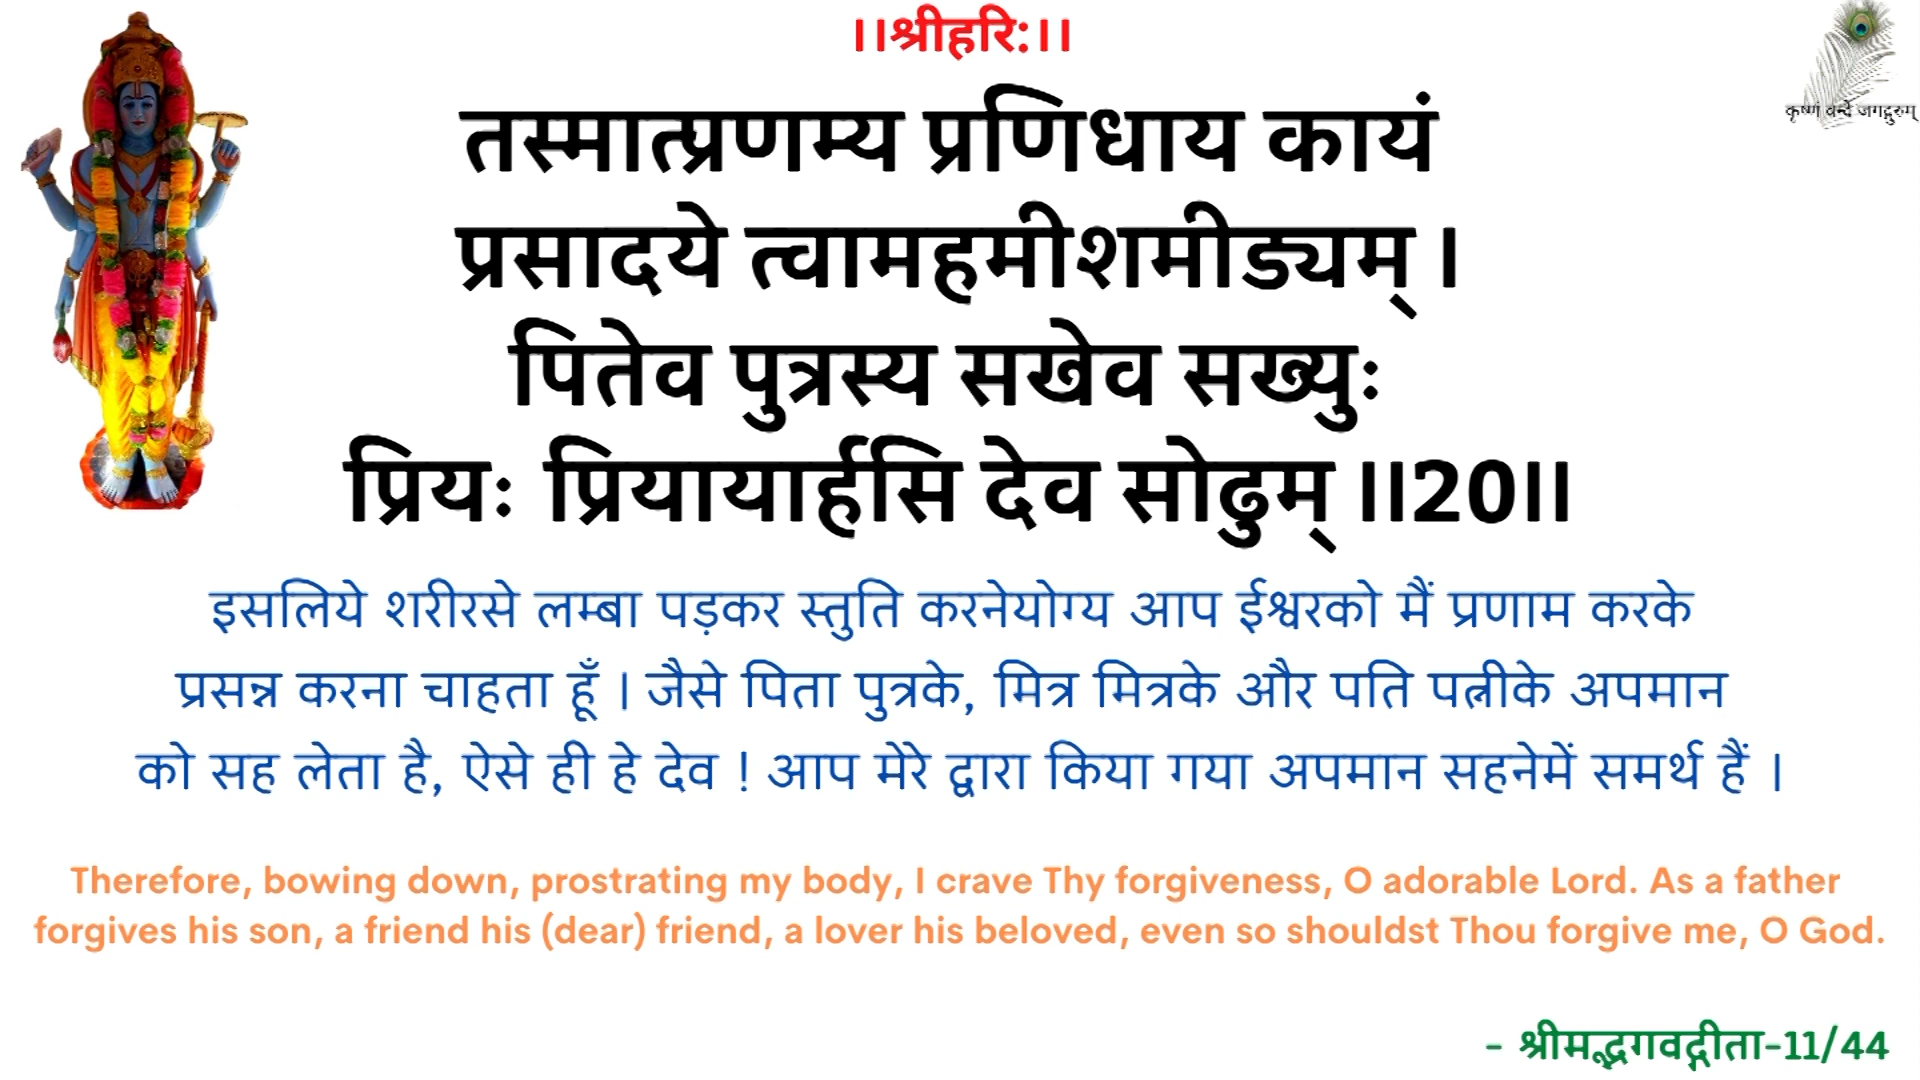 ।।श्रीहरि:।।
कृष्णं वन्दे जगद्गुरुम्
तस्मात्प्रणम्य प्रणिधाय कायं
प्रसादये त्वामहमीशमीड्यम् ।
पितेव पुत्रस्य सखेव सख्युः
प्रियः प्रियायार्हसि देव सोढुम् ।।20।।
इसलिये शरीरसे लम्बा पड़कर स्तुति करनेयोग्य आप ईश्वरको मैं प्रणाम करके
प्रसन्न करना चाहता हूँ । जैसे पिता पुत्रके, मित्र मित्रके और पति पत्नीके अपमान
को सह लेता है, ऐसे ही हे देव ! आप मेरे द्वारा किया गया अपमान सहनेमें समर्थ हैं ।
Therefore, bowing down, prostrating my body, I crave Thy forgiveness, O adorable Lord. As a father
forgives his son, a friend his (dear) friend, a lover his beloved, even so shouldst Thou forgive me, O God.
- श्रीमद्भगवद्गीता-11/44